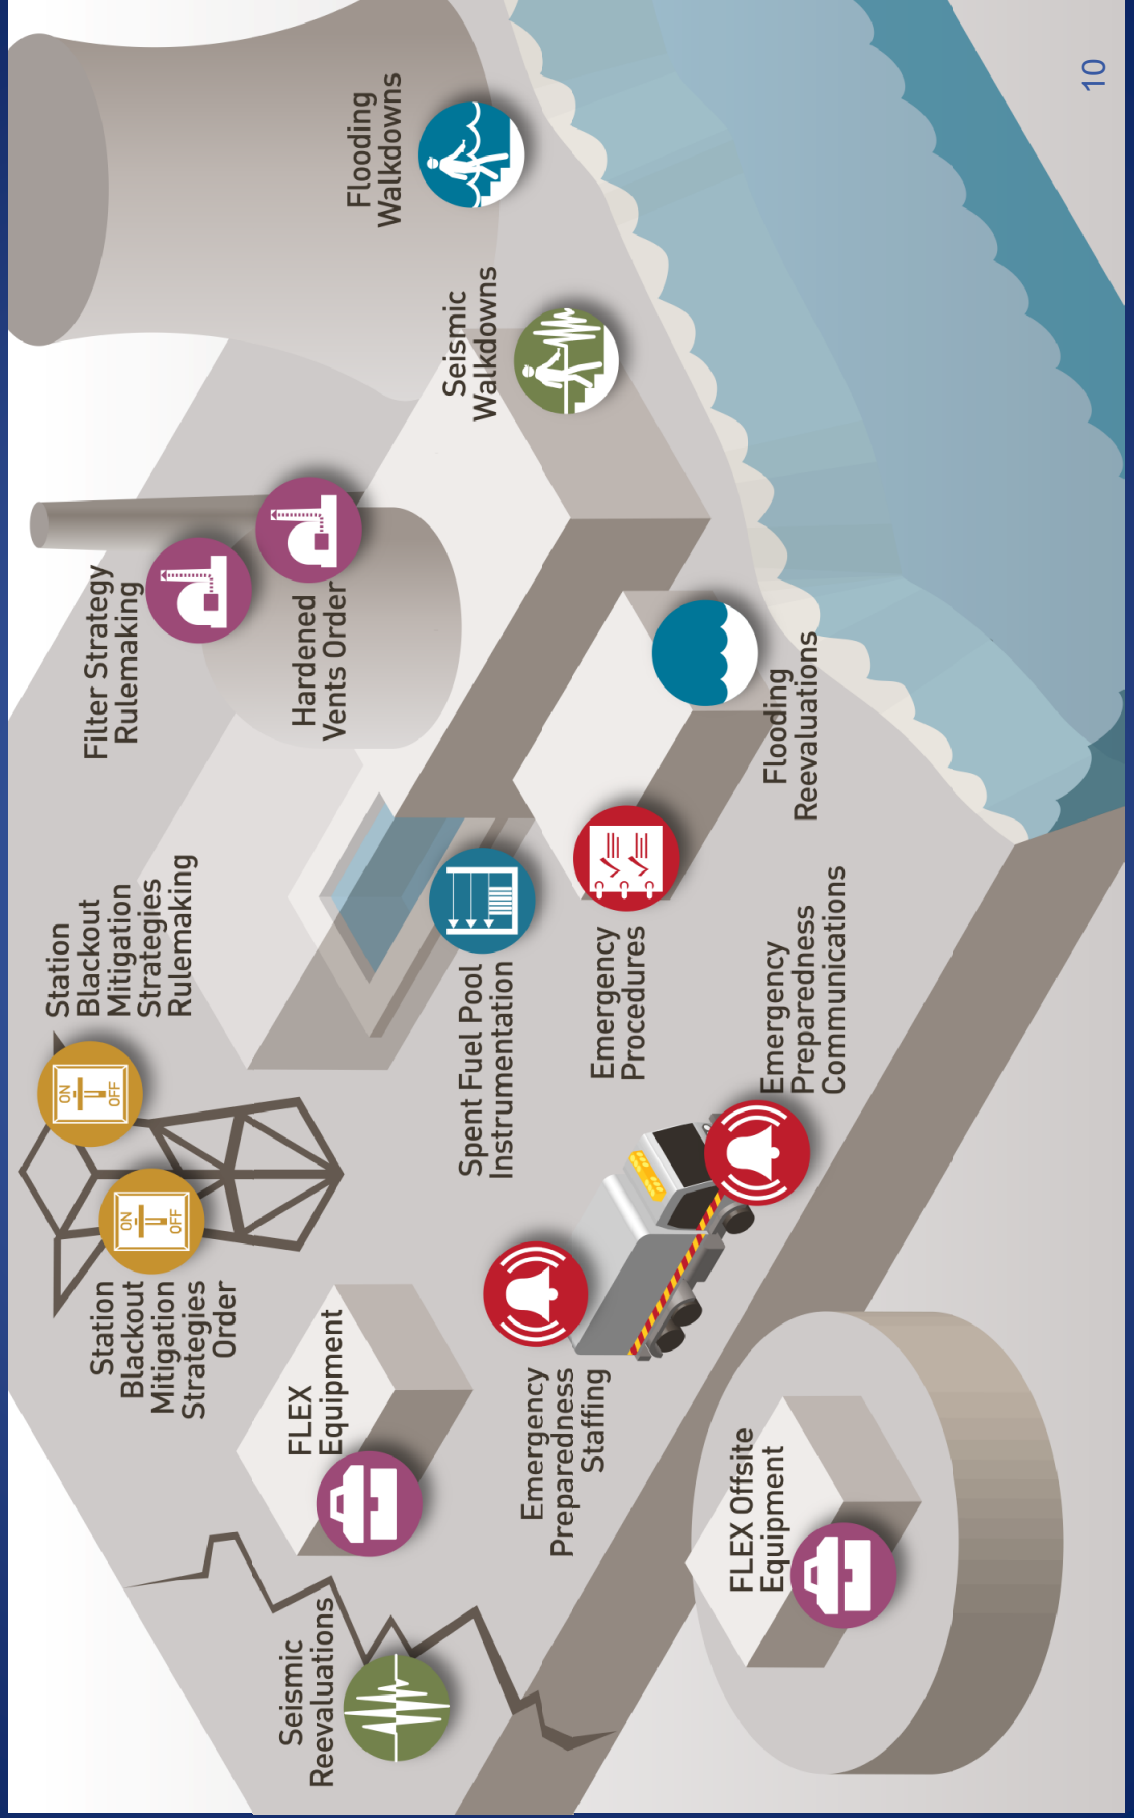 Station
Blackout
Mitigation
Strategies
Rulemaking
ON
OFF
Filter Strategy
Rulemaking
Station
Blackout
Mitigation
Strategies
Order
ON
OFF
Seismic
Reevaluations
FLEX
Equipment
Hardened
Vents Order
Flooding
Walkdowns
Seismic
Walkdowns
Spent Fuel Pool
Instrumentation
Emergency
Preparedness
Staffing
Emergency
Procedures
FLEX Offsite
Equipment
Emergency
Preparedness
Communications
Flooding
Reevaluations
10